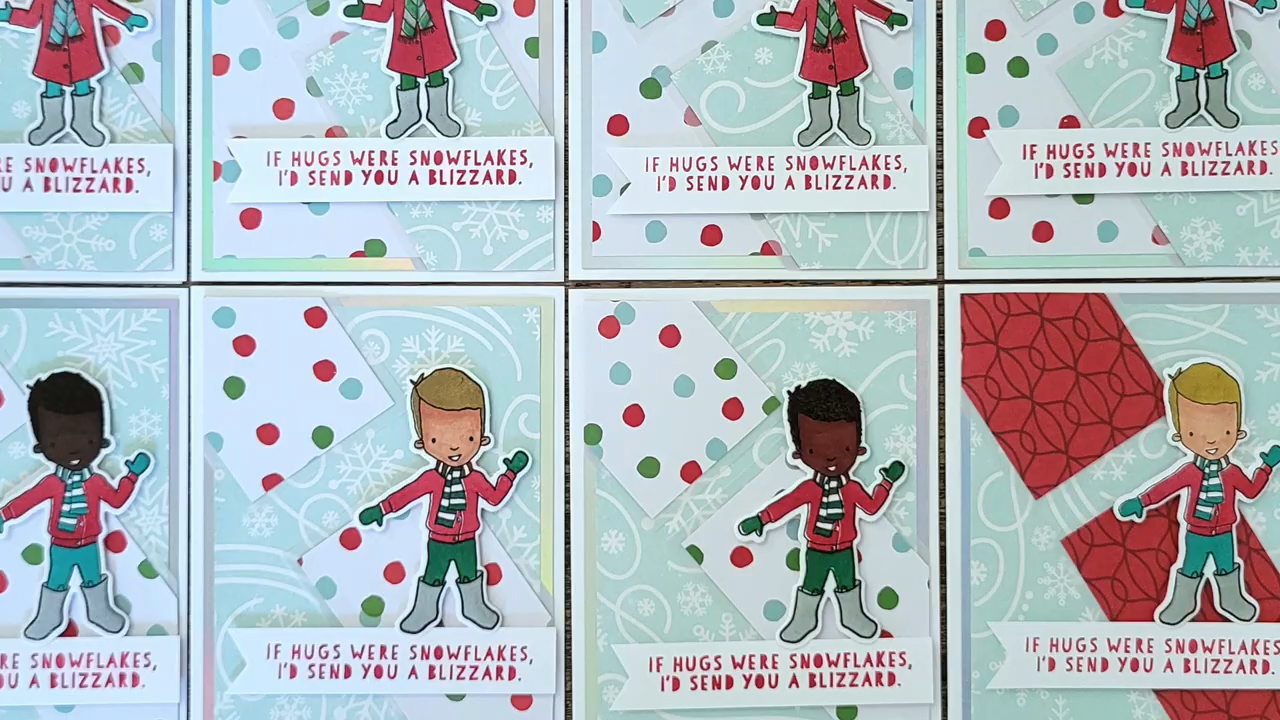 RE SNOWFLAKES,
U A BLIZZARD.
IF HUGS WERE SNOWFLAKES,
I'D SEND YOU A BLIZZARD.
IF HUGS WERE SNOWFLAKES,
I'D SEND YOU A BLIZZARD.
IF HUGS WERE SNOWFLAKES
I'D SEND YOU A BLIZZARD.
RE SNOWFLAKES,
U A BLIZZARD.
IF HUGS WERE SNOWFLAKES,
I'D SEND YOU A BLIZZARD.
IF HUGS WERE SNOWFLAKES,
I'D SEND YOU A BLIZZARD.
IF HUGS WERE SNOWFLAKES
I'D SEND YOU A BLIZZARD.